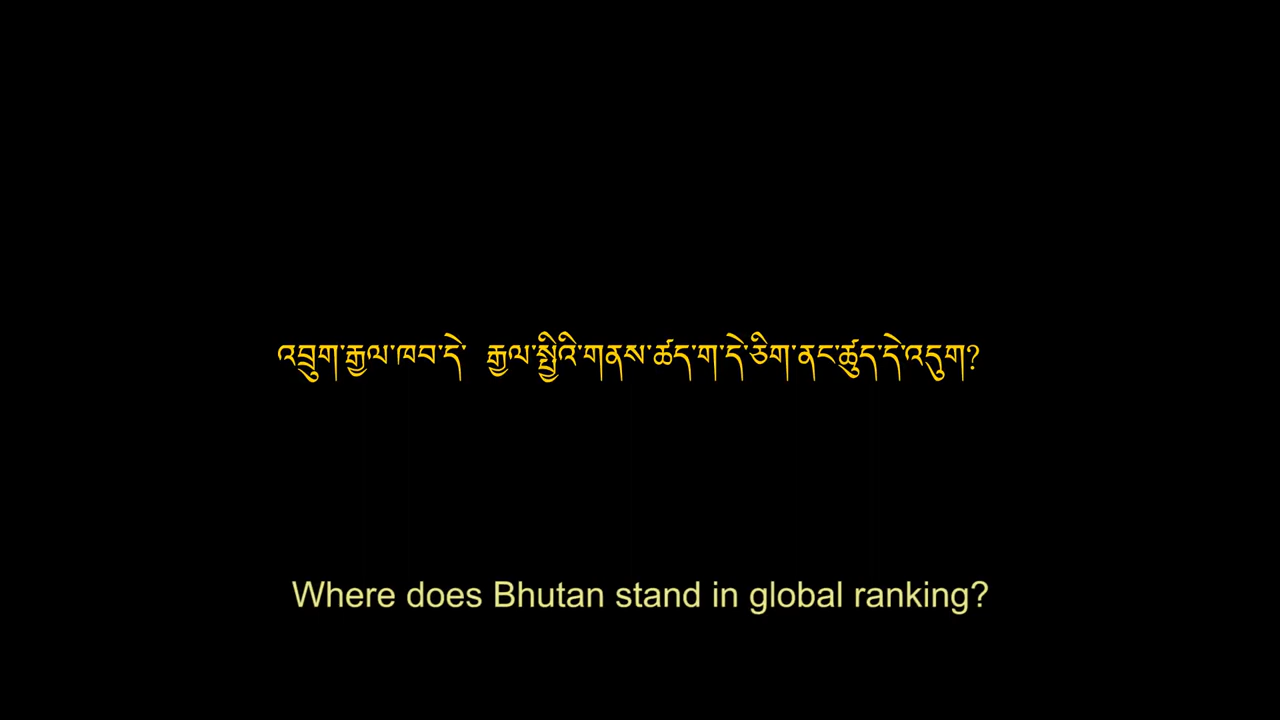 འབྲུག་རྒྱལ་ཁབ་དེ་  རྒྱལ་སྤྱིའི་གནས་ཚད་ག་དེ་ཅིག་ནང་ཚུད་དེ་འདུག?
Where does Bhutan stand in global ranking?